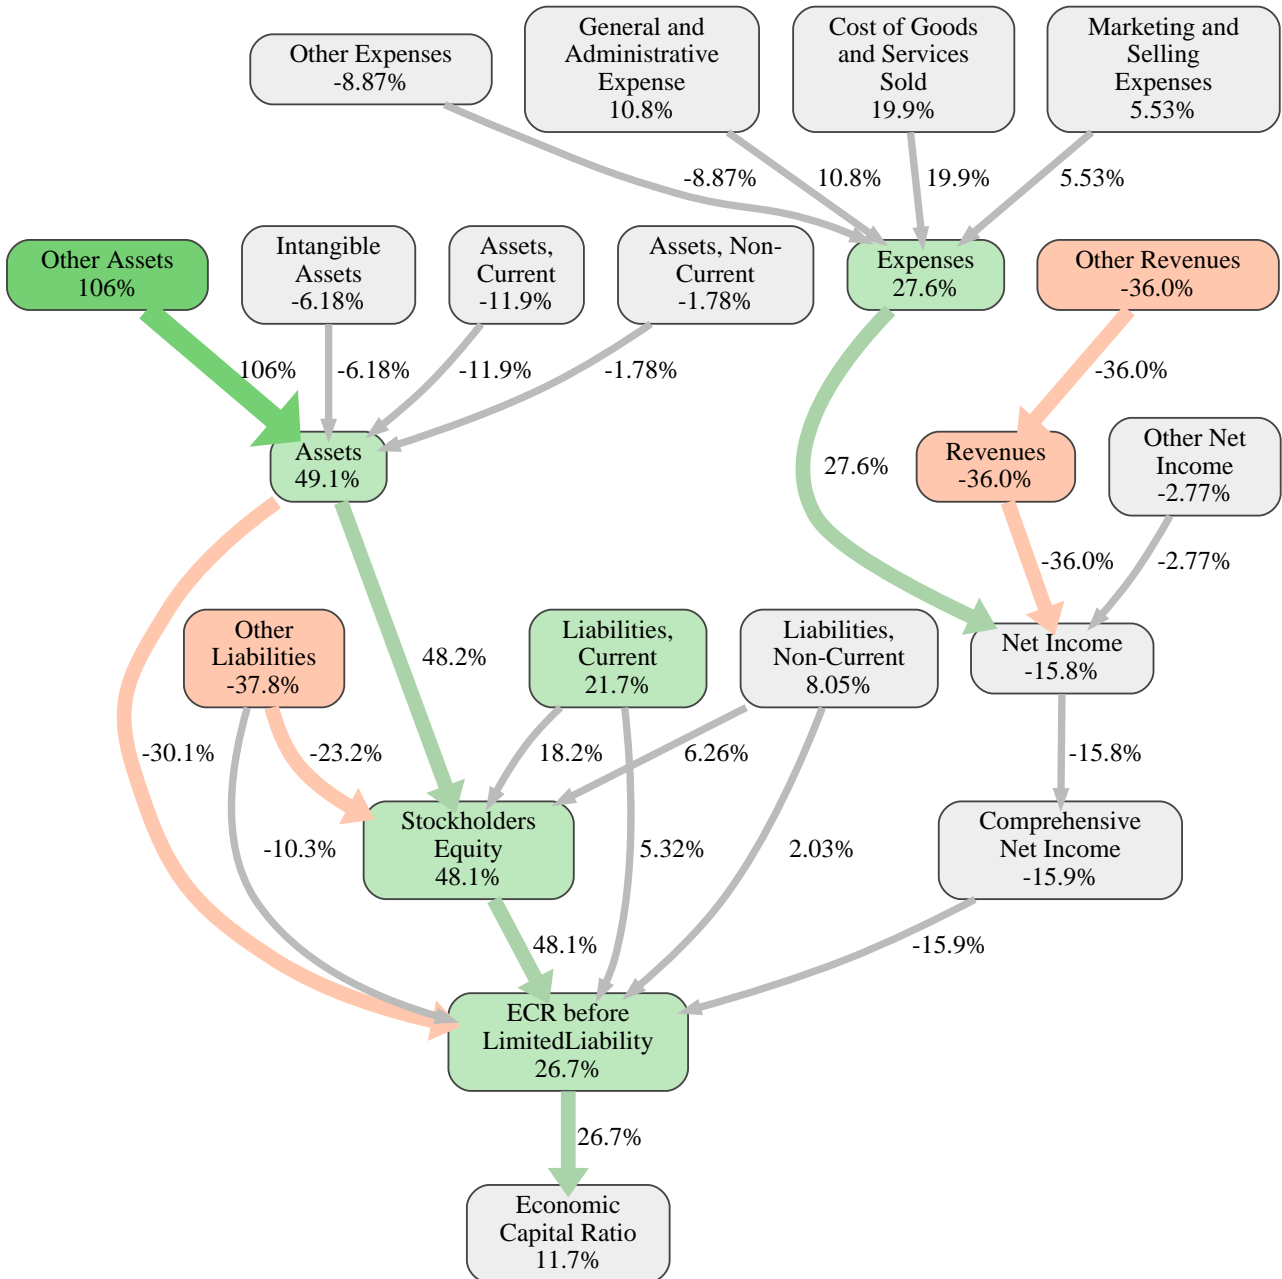 Other Expenses
-8.87%
General and
Administrative
Expense
10.8%
Cost of Goods
and Services
Sold
19.9%
Marketing and
Selling
Expenses
5.53%
-8.87%
10.8%
19.9%
5.53%
Other Assets
106%
Intangible
Assets
-6.18%
Assets,
Current
-11.9%
Assets, Non-
Current
-1.78%
Expenses
27.6%
Other Revenues
-36.0%
106%
-6.18%
-11.9%
-1.78%
-36.0%
Assets
49.1%
27.6%
Revenues
-36.0%
Other Net
Income
-2.77%
-36.0%
-2.77%
Other
Liabilities
-37.8%
48.2%
Liabilities,
Current
21.7%
Liabilities,
Non-Current
8.05%
Net Income
-15.8%
-30.1%
-23.2%
18.2%
6.26%
-15.8%
-10.3%
Stockholders
Equity
48.1%
5.32%
2.03%
Comprehensive
Net Income
-15.9%
48.1%
-15.9%
ECR before
LimitedLiability
26.7%
26.7%
Economic
Capital Ratio
11.7%